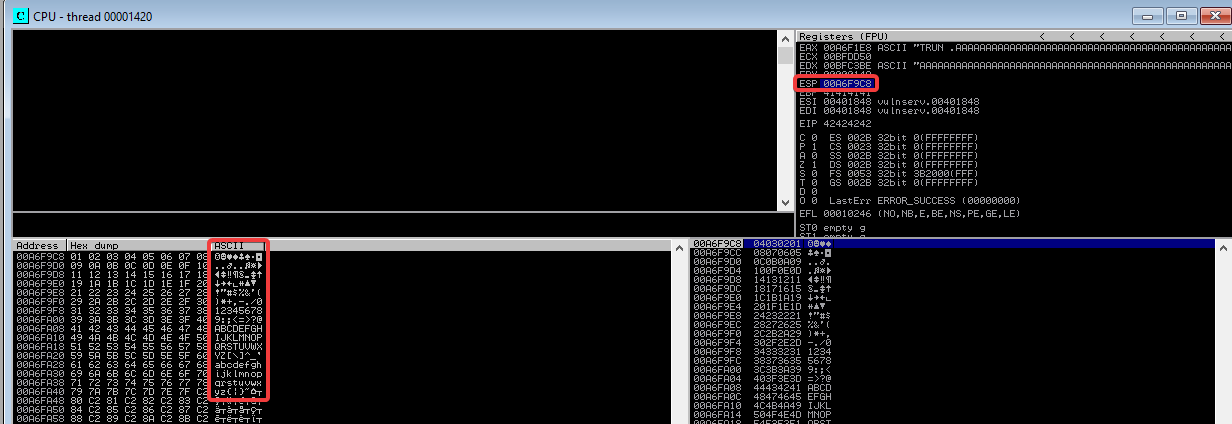 CPU - thread 00001420
Registers (FPU) < < < < < < <
EAX 00A6F1E8 ASCII "TRUN .AAAAAAAAAAAAAAAAAAAAAAAAAAAAAAAAAAAAAAAAAA
ECX 00BFDD50
EDX 00BFC3BE ASCII "AAAAAAAAAAAAAAAAAAAAAAAAAAAAAAAAAAAAAAAAAAAAAAAA
ESP 00A6F9C8
EBP 41414141
ESI 00401848 vulnserv.00401848
EDI 00401848 vulnserv.00401848
EIP 42424242
C 0 ES 002B 32bit 0(FFFFFFFF)
P 1 CS 0023 32bit 0(FFFFFFFF)
A 0 SS 002B 32bit 0(FFFFFFFF)
Z 1 DS 002B 32bit 0(FFFFFFFF)
S 0 FS 0053 32bit 3B2000(FFF)
T 0 GS 002B 32bit 0(FFFFFFFF)
D 0
O 0 LastErr ERROR_SUCCESS (00000000)
EFL 00010246 (NO,NB,E,BE,NS,PE,GE,LE)
ST0 empty g
ST1 empty g
Address Hex dump ASCII
00A6F9C8 01 02 03 04 05 06 07 08
00A6F9D0 09 0A 0B 0C 0D 0E 0F 10
00A6F9D8 11 12 13 14 15 16 17 18
00A6F9E0 19 1A 1B 1C 1D 1E 1F 20
00A6F9E8 21 22 23 24 25 26 27 28 !"#$%&'(
00A6F9F0 29 2A 2B 2C 2D 2E 2F 30 )*+,-./0
00A6F9F8 31 32 33 34 35 36 37 38 12345678
00A6FA00 39 3A 3B 3C 3D 3E 3F 40 9:;<=>?@
00A6FA08 41 42 43 44 45 46 47 48 ABCDEFGH
00A6FA10 49 4A 4B 4C 4D 4E 4F 50 IJKLMNOP
00A6FA18 51 52 53 54 55 56 57 58 QRSTUVWX
00A6FA20 59 5A 5B 5C 5D 5E 5F 60 YZ[\]^_`
00A6FA28 61 62 63 64 65 66 67 68 abcdefgh
00A6FA30 69 6A 6B 6C 6D 6E 6F 70 ijklmnop
00A6FA38 71 72 73 74 75 76 77 78 qrstuvwx
00A6FA40 79 7A 7B 7C 7D 7E 7F C2 yz{|}~⌂┬
00A6FA48 80 C2 81 C2 82 C2 83 C2
00A6FA50 84 C2 85 C2 86 C2 87 C2
00A6FA58 88 C2 89 C2 8A C2 8B C2
00A6F9C8 04030201
00A6F9CC 08070605
00A6F9D0 0C0B0A09
00A6F9D4 100F0E0D
00A6F9D8 14131211
00A6F9DC 18171615
00A6F9E0 1C1B1A19
00A6F9E4 201F1E1D
00A6F9E8 24232221 !"#$
00A6F9EC 28272625 %&'(
00A6F9F0 2C2B2A29 )*+,
00A6F9F4 302F2E2D -./0
00A6F9F8 34333231 1234
00A6F9FC 38373635 5678
00A6FA00 3C3B3A39 9:;<
00A6FA04 403F3E3D =>?@
00A6FA08 44434241 ABCD
00A6FA0C 48474645 EFGH
00A6FA10 4C4B4A49 IJKL
00A6FA14 504F4E4D MNOP
00A6FA18 54535251 QRST